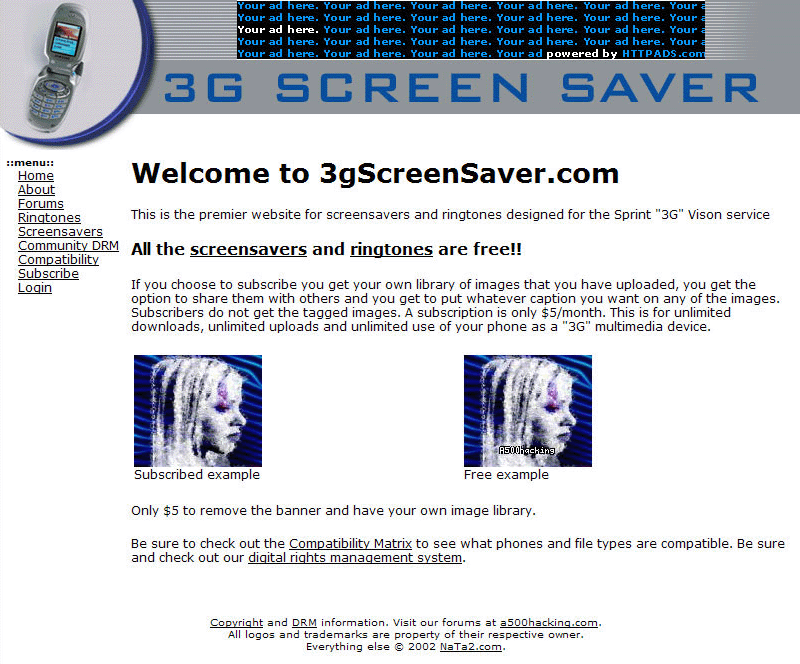 Your ad here. Your ad here. Your ad here. Your ad here. Your ad here. Your a
Your ad here. Your ad here. Your ad here. Your ad here. Your ad here. Your a
Your ad here. Your ad here. Your ad here. Your ad here. Your ad here. Your a
Your ad here. Your ad here. Your ad here. Your ad here. Your ad here. Your a
Your ad here. Your ad here. Your ad here. Your ad powered by HTTPADS.com
3G SCREEN SAVER
::menu::
Home
About
Forums
Ringtones
Screensavers
Community DRM
Compatibility
Subscribe
Login
Welcome to 3gScreenSaver.com
This is the premier website for screensavers and ringtones designed for the Sprint "3G" Vison service
All the screensavers and ringtones are free!!
If you choose to subscribe you get your own library of images that you have uploaded, you get the
option to share them with others and you get to put whatever caption you want on any of the images.
Subscribers do not get the tagged images. A subscription is only $5/month. This is for unlimited
downloads, unlimited uploads and unlimited use of your phone as a "3G" multimedia device.
A500hacking
Subscribed example
Free example
Only $5 to remove the banner and have your own image library.
Be sure to check out the Compatibility Matrix to see what phones and file types are compatible. Be sure
and check out our digital rights management system.
Copyright and DRM information. Visit our forums at a500hacking.com.
All logos and trademarks are property of their respective owner.
Everything else © 2002 NaTa2.com.